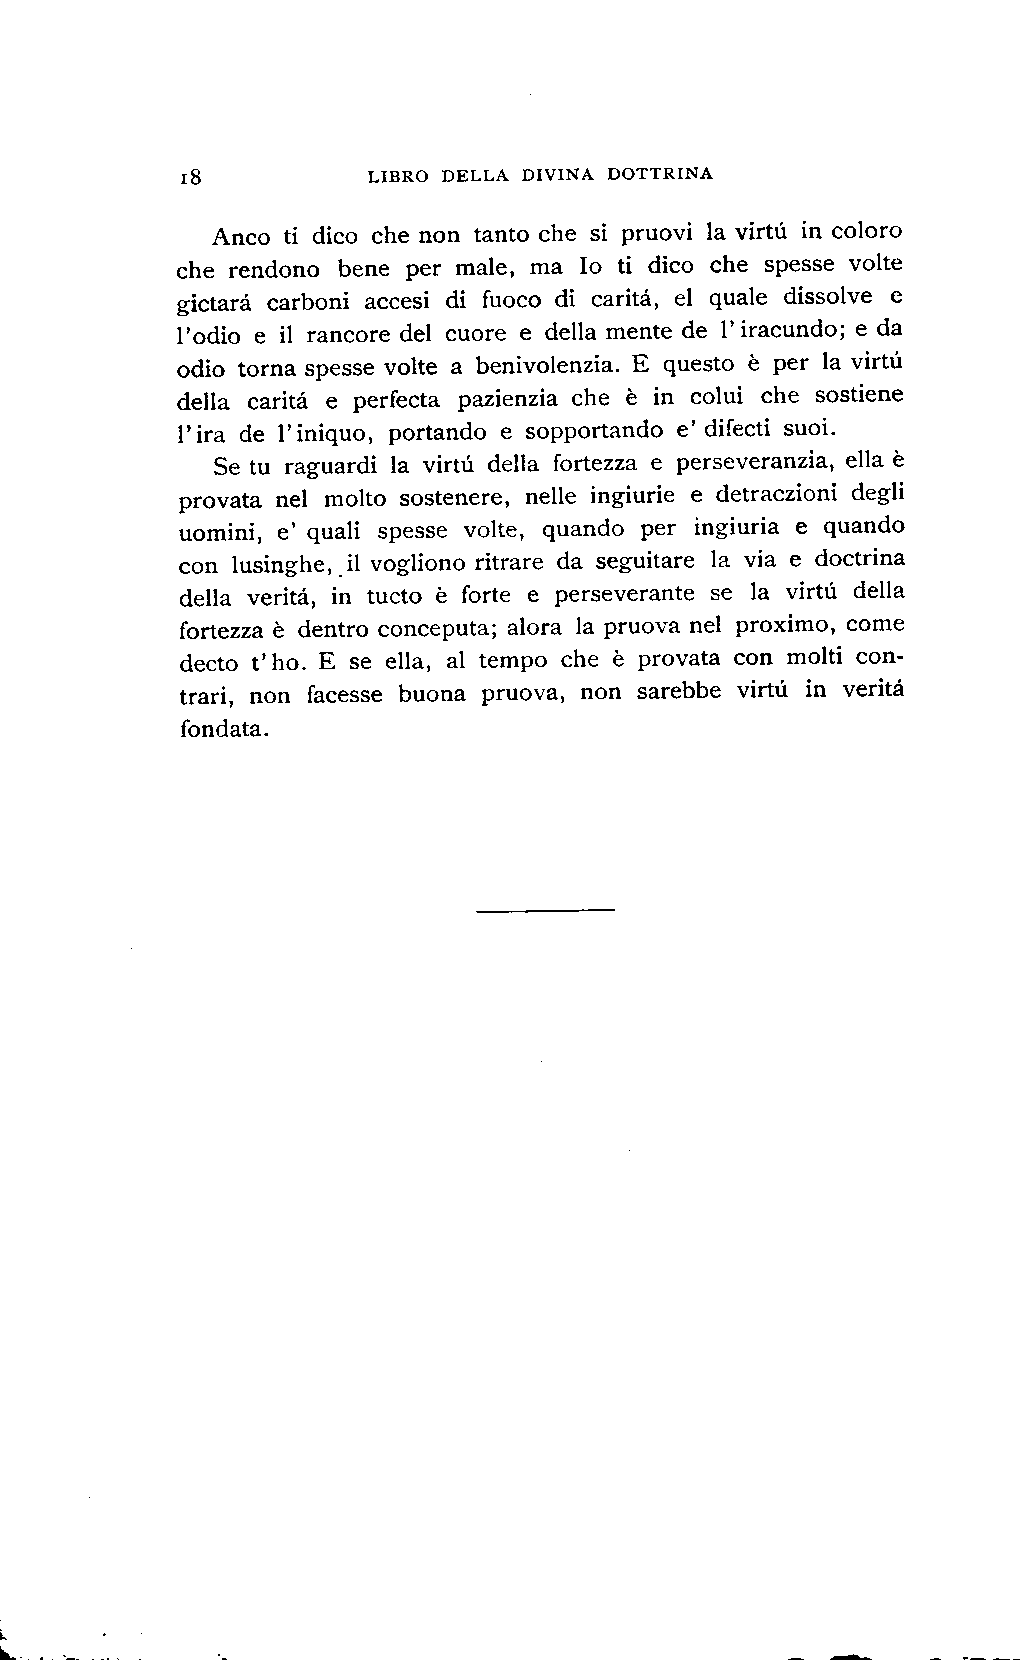 18 LIBRO DELLA DIVINA DOTTRINA
Anco ti dico che non tanto che si pruovi la virtú in coloro
che rendono bene per male, ma Io ti dico che spesse volte
gictará carboni accesi di fuoco di caritá, el quale dissolve e
l'odio e il rancore del cuore e della mente de l'iracundo; e da
odio torna spesse volte a benivolenzia. E questo è per la virtú
della caritá e perfecta pazienzia che è in colui che sostiene
l'ira de l'iniquo, portando e sopportando e' difecti suoi.
Se tu raguardi la virtú della fortezza e perseveranzia, ella è
provata nel molto sostenere, nelle ingiurie e detraczioni degli
uomini, e' quali spesse volte, quando per ingiuria e quando
con lusinghe, il vogliono ritrare da seguitare la via e doctrina
della veritá, in tucto è forte e perseverante se la virtú della
fortezza è dentro conceputa; alora la pruova nel proximo, come
decto t'ho. E se ella, al tempo che è provata con molti con-
trari, non facesse buona pruova, non sarebbe virtú in veritá
fondata.